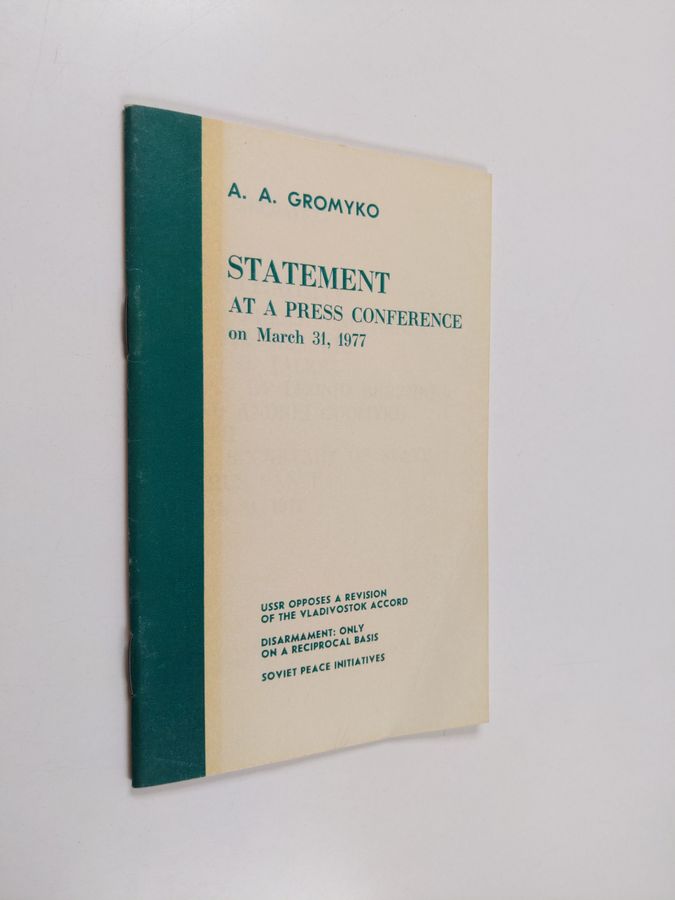 A. A. GROMYKO
STATEMENT
AT A PRESS CONFERENCE
on March 31, 1977
USSR OPPOSES A REVISION
OF THE VLADIVOSTOK ACCORD
DISARMAMENT: ONLY
ON A RECIPROCAL BASIS
SOVIET PEACE INITIATIVES